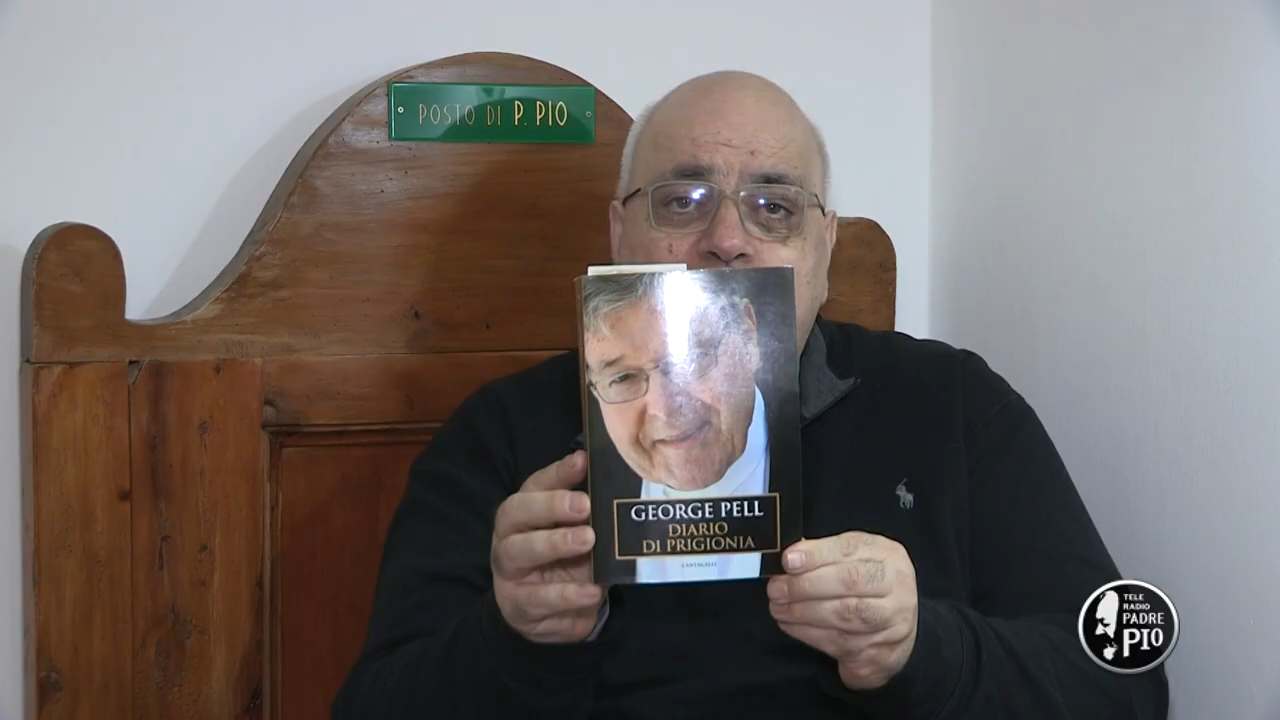 POSTO DI P. PIO
GEORGE PELL
DIARIO
DI PRIGIONIA
CANTAGALLI
TELE
RADIO
PADRE
PIO